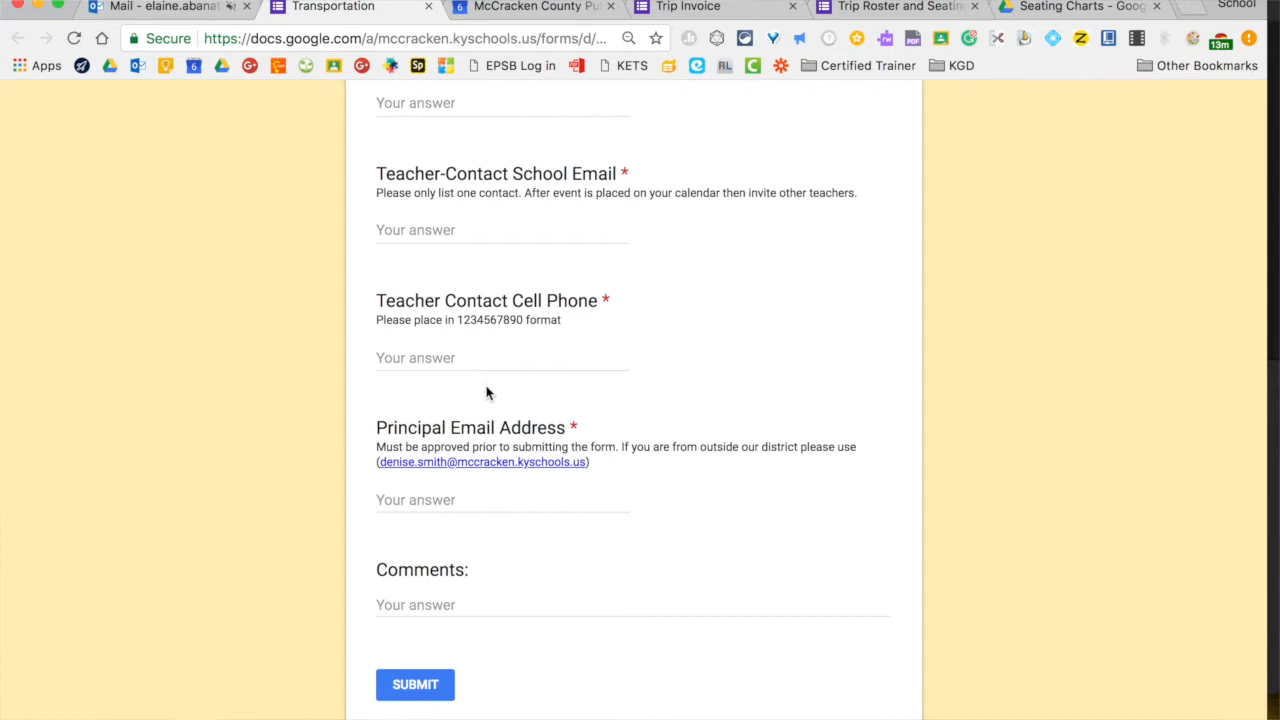 Mail - elaine.abanat
Transportation
McCracken County Pu
Trip Invoice
Trip Roster and Seating
Seating Charts - Goog
School
Secure
https://docs.google.com/a/mccracken.kyschools.us/forms/d/...
13m
Apps
EPSB Log in
KETS
Certified Trainer
KGD
Other Bookmarks
Your answer
Teacher-Contact School Email *
Please only list one contact. After event is placed on your calendar then invite other teachers.
Your answer
Teacher Contact Cell Phone *
Please place in 1234567890 format
Your answer
Principal Email Address *
Must be approved prior to submitting the form. If you are from outside our district please use
(denise.smith@mccracken.kyschools.us)
Your answer
Comments:
Your answer
SUBMIT